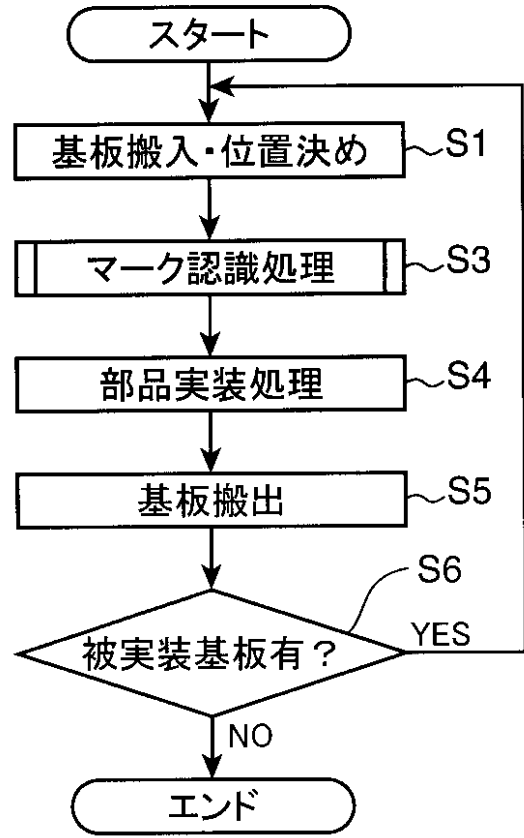 スタート
基板搬入・位置決め
S1
マーク認識処理
S3
部品実装処理
S4
基板搬出
S5
S6
被実装基板有？
YES
NO
エンド